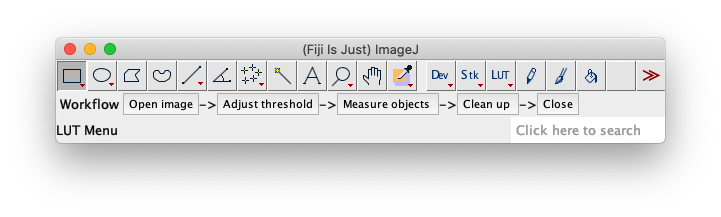 (Fiji Is Just) ImageJ
A Dev Stk LUT >>
Workflow Open image -> Adjust threshold -> Measure objects -> Clean up -> Close
LUT Menu Click here to search